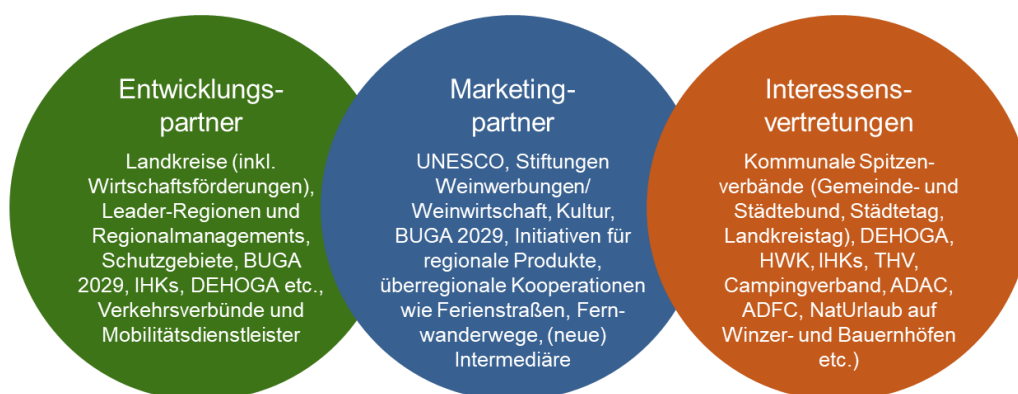 Entwicklungs-
partner
Landkreise (inkl.
Wirtschaftsförderungen),
Leader-Regionen und
Regionalmanagements,
Schutzgebiete, BUGA
2029, IHKs, DEHOGA etc.,
Verkehrsverbünde und
Mobilitätsdienstleister
Marketing-
partner
UNESCO, Stiftungen
Weinwerbungen/
Weinwirtschaft, Kultur,
BUGA 2029, Initiativen für
regionale Produkte,
überregionale Kooperationen
wie Ferienstraßen, Fern-
wanderwege, (neue)
Intermediäre
Interessens-
vertretungen
Kommunale Spitzen-
verbände (Gemeinde- und
Städtebund, Städtetag,
Landkreistag), DEHOGA,
HWK, IHKs, THV,
Campingverband, ADAC,
ADFC, NatUrlaub auf
Winzer- und Bauernhöfen
etc.)